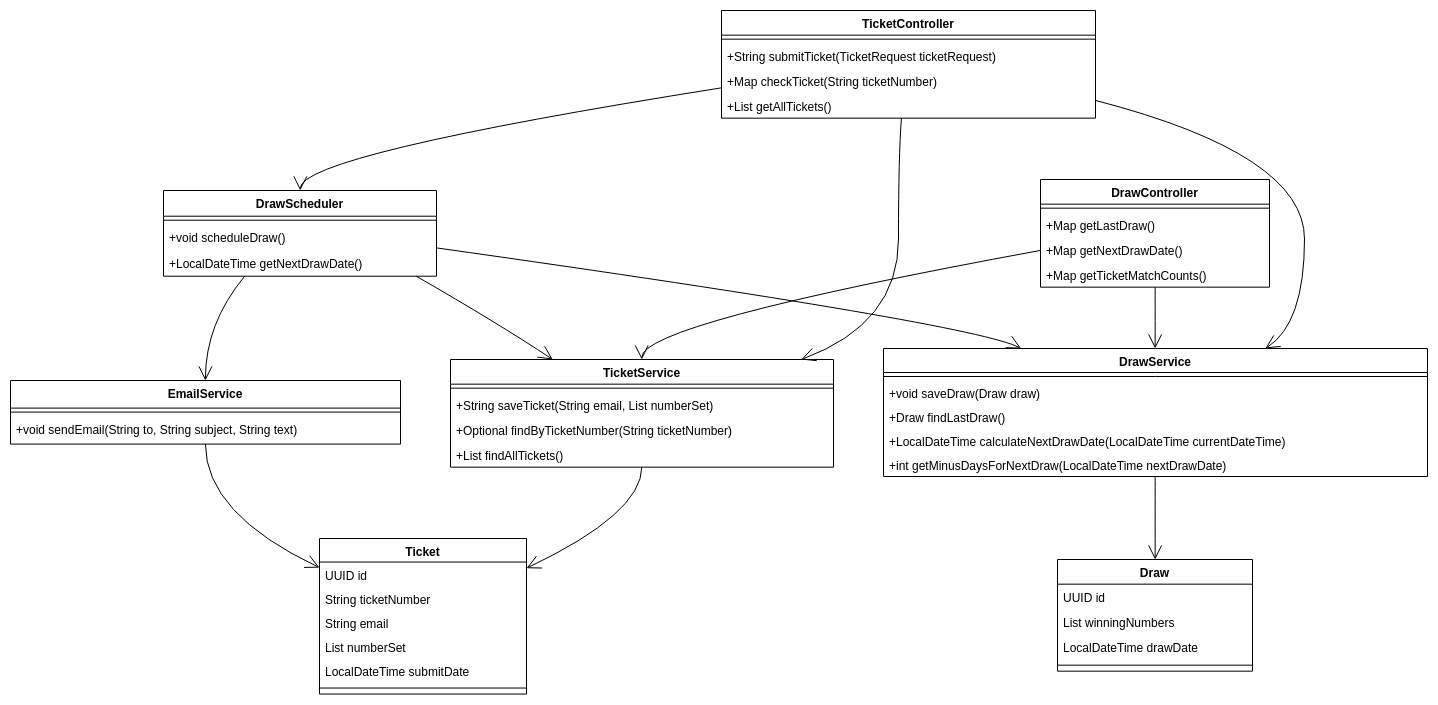 TicketController
+String submitTicket(TicketRequest ticketRequest)
+Map checkTicket(String ticketNumber)
+List getAllTickets()
DrawScheduler
+void scheduleDraw()
+LocalDateTime getNextDrawDate()
DrawController
+Map getLastDraw()
+Map getNextDrawDate()
+Map getTicketMatchCounts()
EmailService
+void sendEmail(String to, String subject, String text)
TicketService
+String saveTicket(String email, List numberSet)
+Optional findByTicketNumber(String ticketNumber)
+List findAllTickets()
DrawService
+void saveDraw(Draw draw)
+Draw findLastDraw()
+LocalDateTime calculateNextDrawDate(LocalDateTime currentDateTime)
+int getMinusDaysForNextDraw(LocalDateTime nextDrawDate)
Ticket
UUID id
String ticketNumber
String email
List numberSet
LocalDateTime submitDate
Draw
UUID id
List winningNumbers
LocalDateTime drawDate